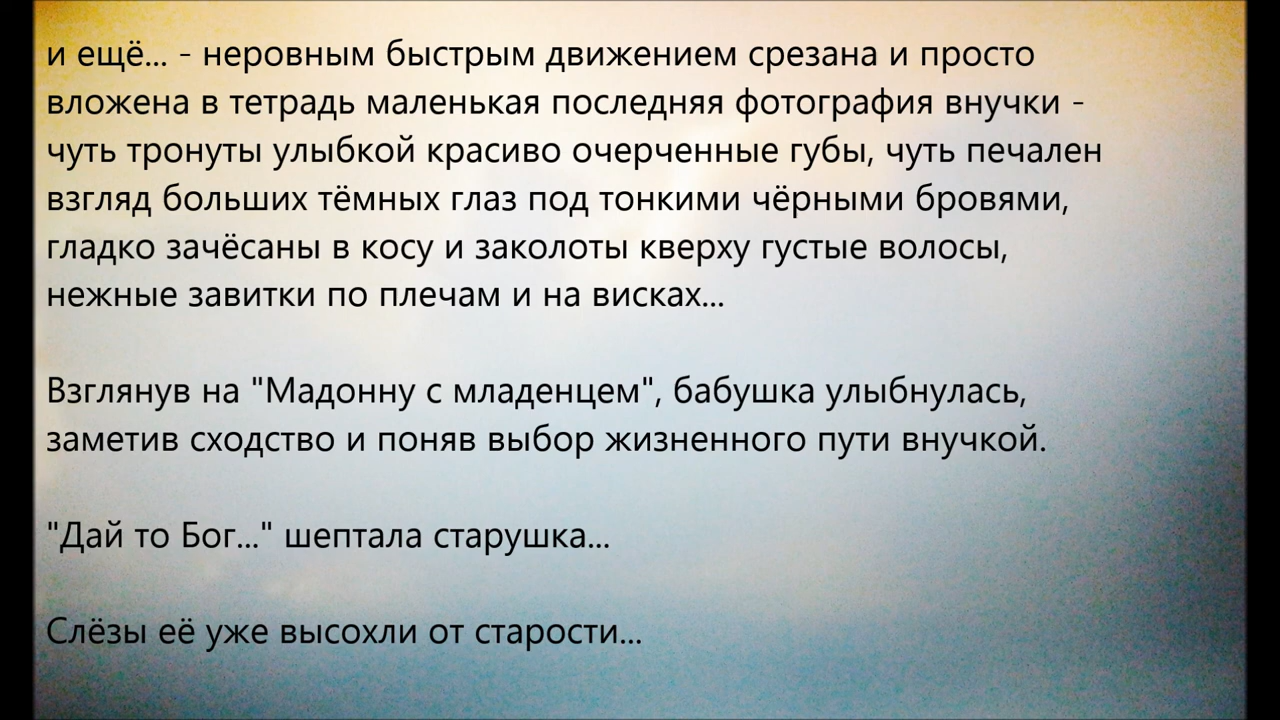 и ещё... - неровным быстрым движением срезана и просто
вложена в тетрадь маленькая последняя фотография внучки -
чуть тронуты улыбкой красиво очерченные губы, чуть печален
взгляд больших тёмных глаз под тонкими чёрными бровями,
гладко зачёсаны в косу и заколоты кверху густые волосы,
нежные завитки по плечам и на висках...
Взглянув на "Мадонну с младенцем", бабушка улыбнулась,
заметив сходство и поняв выбор жизненного пути внучкой.
"Дай то Бог..." шептала старушка...
Слёзы её уже высохли от старости...